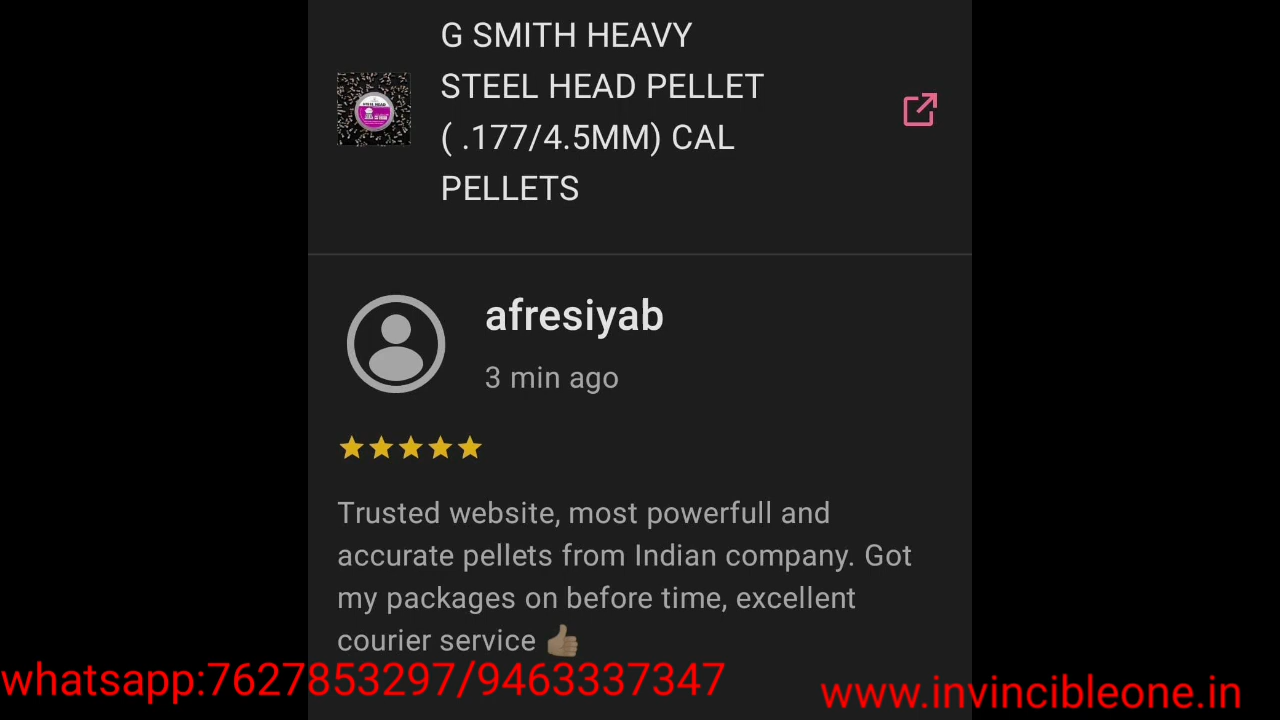 G SMITH HEAVY
STEEL HEAD PELLET
( .177/4.5MM) CAL
PELLETS
afresiyab
3 min ago
Trusted website, most powerfull and
accurate pellets from Indian company. Got
my packages on before time, excellent
courier service 👍🏽
whatsapp:7627853297/9463337347
www.invincibleone.in